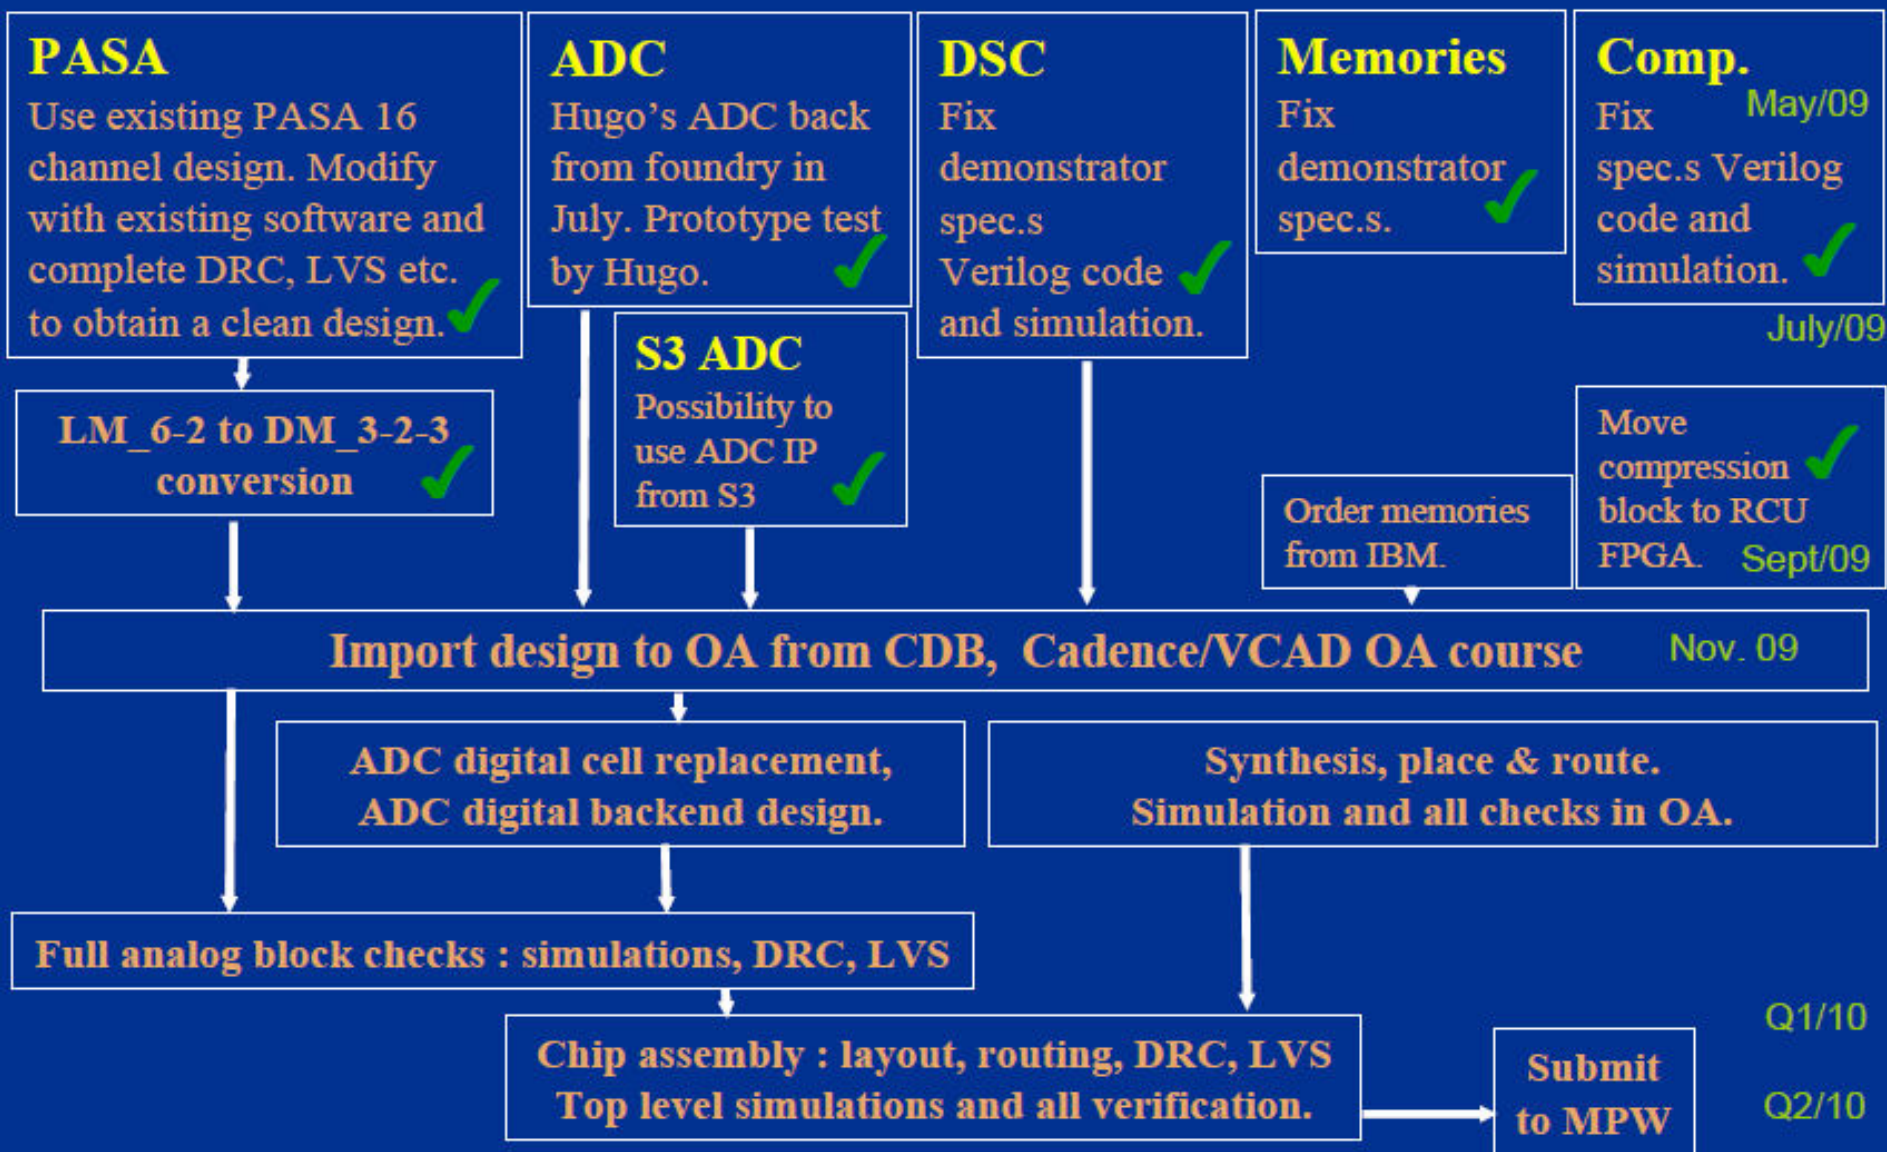 PASA
Use existing PASA 16
channel design. Modify
with existing software and
complete DRC, LVS etc.
to obtain a clean design.
ADC
Hugo's ADC back
from foundry in
July. Prototype test
by Hugo.
DSC
Fix
demonstrator
spec.s
Verilog code
and simulation.
Memories
Fix
demonstrator
spec.s.
Comp.
May/09
Fix
spec.s Verilog
code and
simulation.
July/09
S3 ADC
Possibility to
use ADC IP
from S3
LM_6-2 to DM_3-2-3
conversion
Order memories
from IBM.
Move
compression
block to RCU
FPGA.
Sept/09
Import design to OA from CDB, Cadence/VCAD OA course
Nov. 09
ADC digital cell replacement,
ADC digital backend design.
Synthesis, place & route.
Simulation and all checks in OA.
Full analog block checks : simulations, DRC, LVS
Chip assembly : layout, routing, DRC, LVS
Top level simulations and all verification.
Submit
to MPW
Q1/10
Q2/10